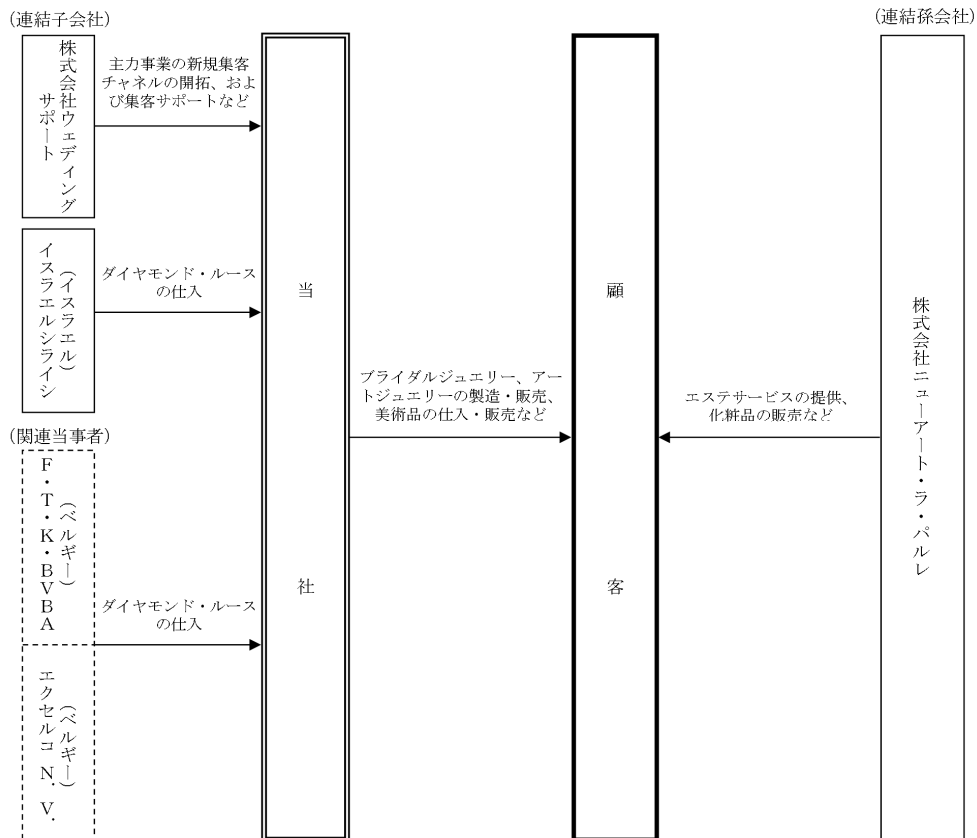 (連結子会社)
株式会社ウェディング
サポート
主力事業の新規集客
チャネルの開拓、およ
び集客サポートなど
(イスラエル)
イスラエルシライシ
ダイヤモンド・ルース
の仕入
(関連当事者)
(ベルギー)
F・T・K・BVBA
ダイヤモンド・ルース
の仕入
(ベルギー)
エクセルコ N.V.
当社
ブライダルジュエリー、アー
トジュエリーの製造・販売、
美術品の仕入・販売など
顧客
エステサービスの提供、
化粧品の販売など
(連結孫会社)
株式会社ニューアート・ラ・パルレ